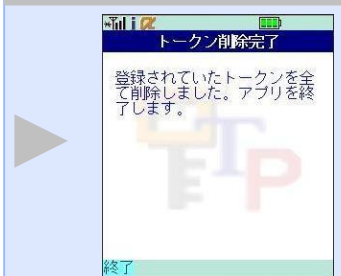 トークン削除完了
登録されていたトークンを全
て削除しました。アプリを終
了します。
TP
終了